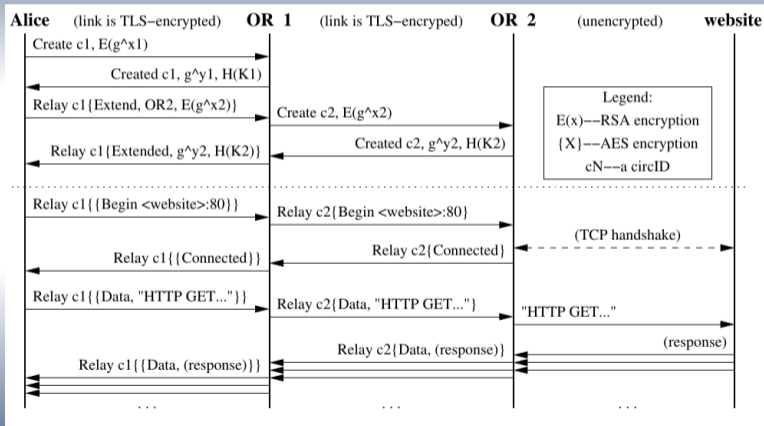 Alice (link is TLS−encrypted) OR 1 (link is TLS−encryped) OR 2 (unencrypted) website
Create c1, E(g^x1)
Created c1, g^y1, H(K1)
Relay c1{Extend, OR2, E(g^x2)}
Create c2, E(g^x2)
Created c2, g^y2, H(K2)
Relay c1{Extended, g^y2, H(K2)}
Legend:
E(x)−−RSA encryption
{X}−−AES encryption
cN−−a circID
Relay c1{{Begin <website>:80}}
Relay c2{Begin <website>:80}
(TCP handshake)
Relay c2{Connected}
Relay c1{{Connected}}
Relay c1{{Data, "HTTP GET..."}}
Relay c2{Data, "HTTP GET..."}
"HTTP GET..."
(response)
Relay c2{Data, (response)}
Relay c1{{Data, (response)}}
. . . . . . . . .